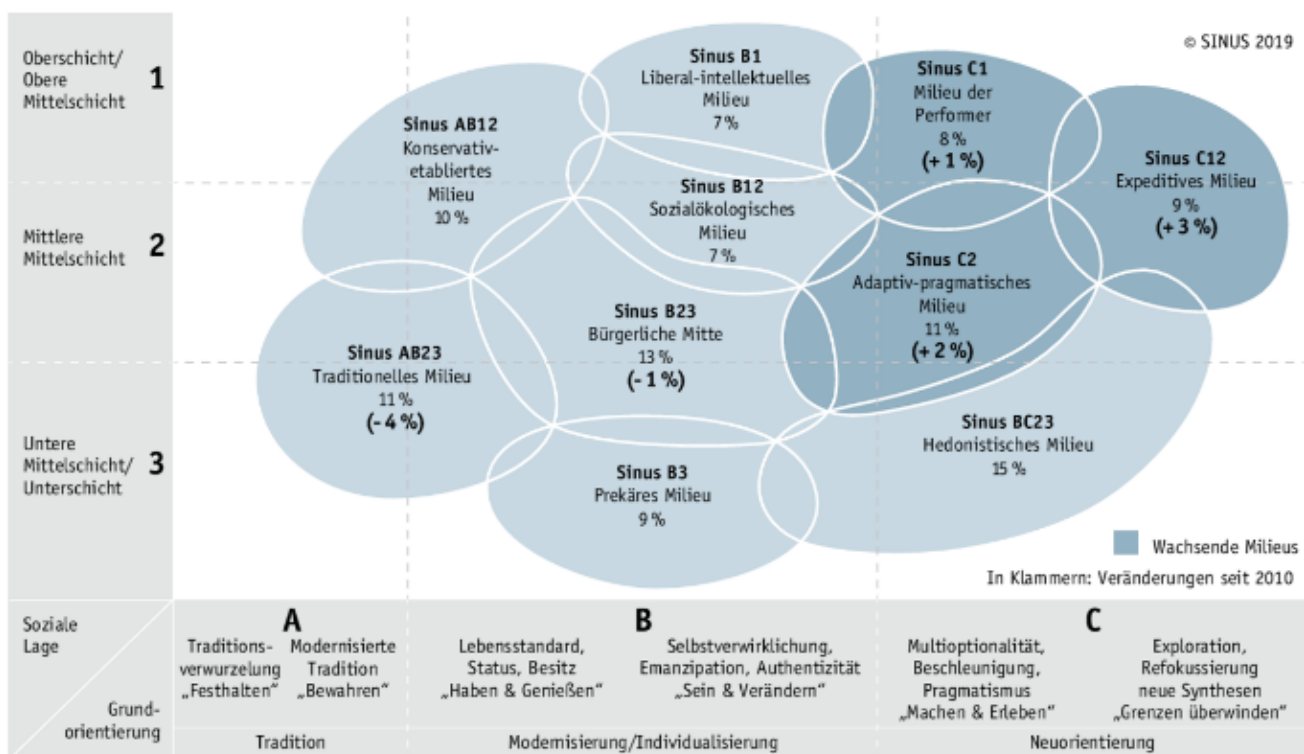 © SINUS 2019
Oberschicht/
Obere
Mittelschicht
1
Mittlere
Mittelschicht
2
Untere
Mittelschicht/
Unterschicht
3
Sinus B1
Liberal-intellektuelles
Milieu
7 %
Sinus C1
Milieu der
Performer
8 %
(+ 1 %)
Sinus AB12
Konservativ-
etabliertes
Milieu
10 %
Sinus C12
Expeditives Milieu
9 %
(+ 3 %)
Sinus B12
Sozialökologisches
Milieu
7 %
Sinus C2
Adaptiv-pragmatisches
Milieu
11 %
(+ 2 %)
Sinus B23
Bürgerliche Mitte
13 %
(- 1 %)
Sinus AB23
Traditionelles Milieu
11 %
(- 4 %)
Sinus BC23
Hedonistisches Milieu
15 %
Sinus B3
Prekäres Milieu
9 %
Wachsende Milieus
In Klammern: Veränderungen seit 2010
Soziale
Lage
Grund-
orientierung
A
Traditions-
verwurzelung
„Festhalten“
Modernisierte
Tradition
„Bewahren“
Tradition
B
Lebensstandard,
Status, Besitz
„Haben & Genießen“
Selbstverwirklichung,
Emanzipation, Authentizität
„Sein & Verändern“
Modernisierung/Individualisierung
C
Multioptionalität,
Beschleunigung,
Pragmatismus
„Machen & Erleben“
Exploration,
Refokussierung
neue Synthesen
„Grenzen überwinden“
Neuorientierung